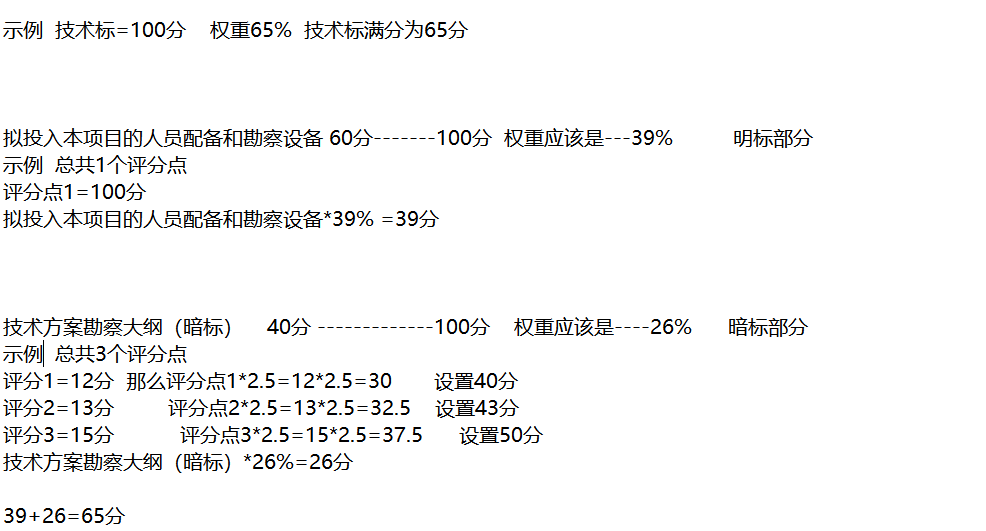 示例  技术标=100分    权重65%  技术标满分为65分
拟投入本项目的人员配备和勘察设备 60分-------100分  权重应该是---39%          明标部分
示例  总共1个评分点
评分点1=100分
拟投入本项目的人员配备和勘察设备*39% =39分
技术方案勘察大纲（暗标）     40分 -------------100分    权重应该是----26%      暗标部分
示例  总共3个评分点
评分1=12分  那么评分点1*2.5=12*2.5=30       设置40分
评分2=13分         评分点2*2.5=13*2.5=32.5    设置43分
评分3=15分           评分点3*2.5=15*2.5=37.5      设置50分
技术方案勘察大纲（暗标）*26%=26分
39+26=65分